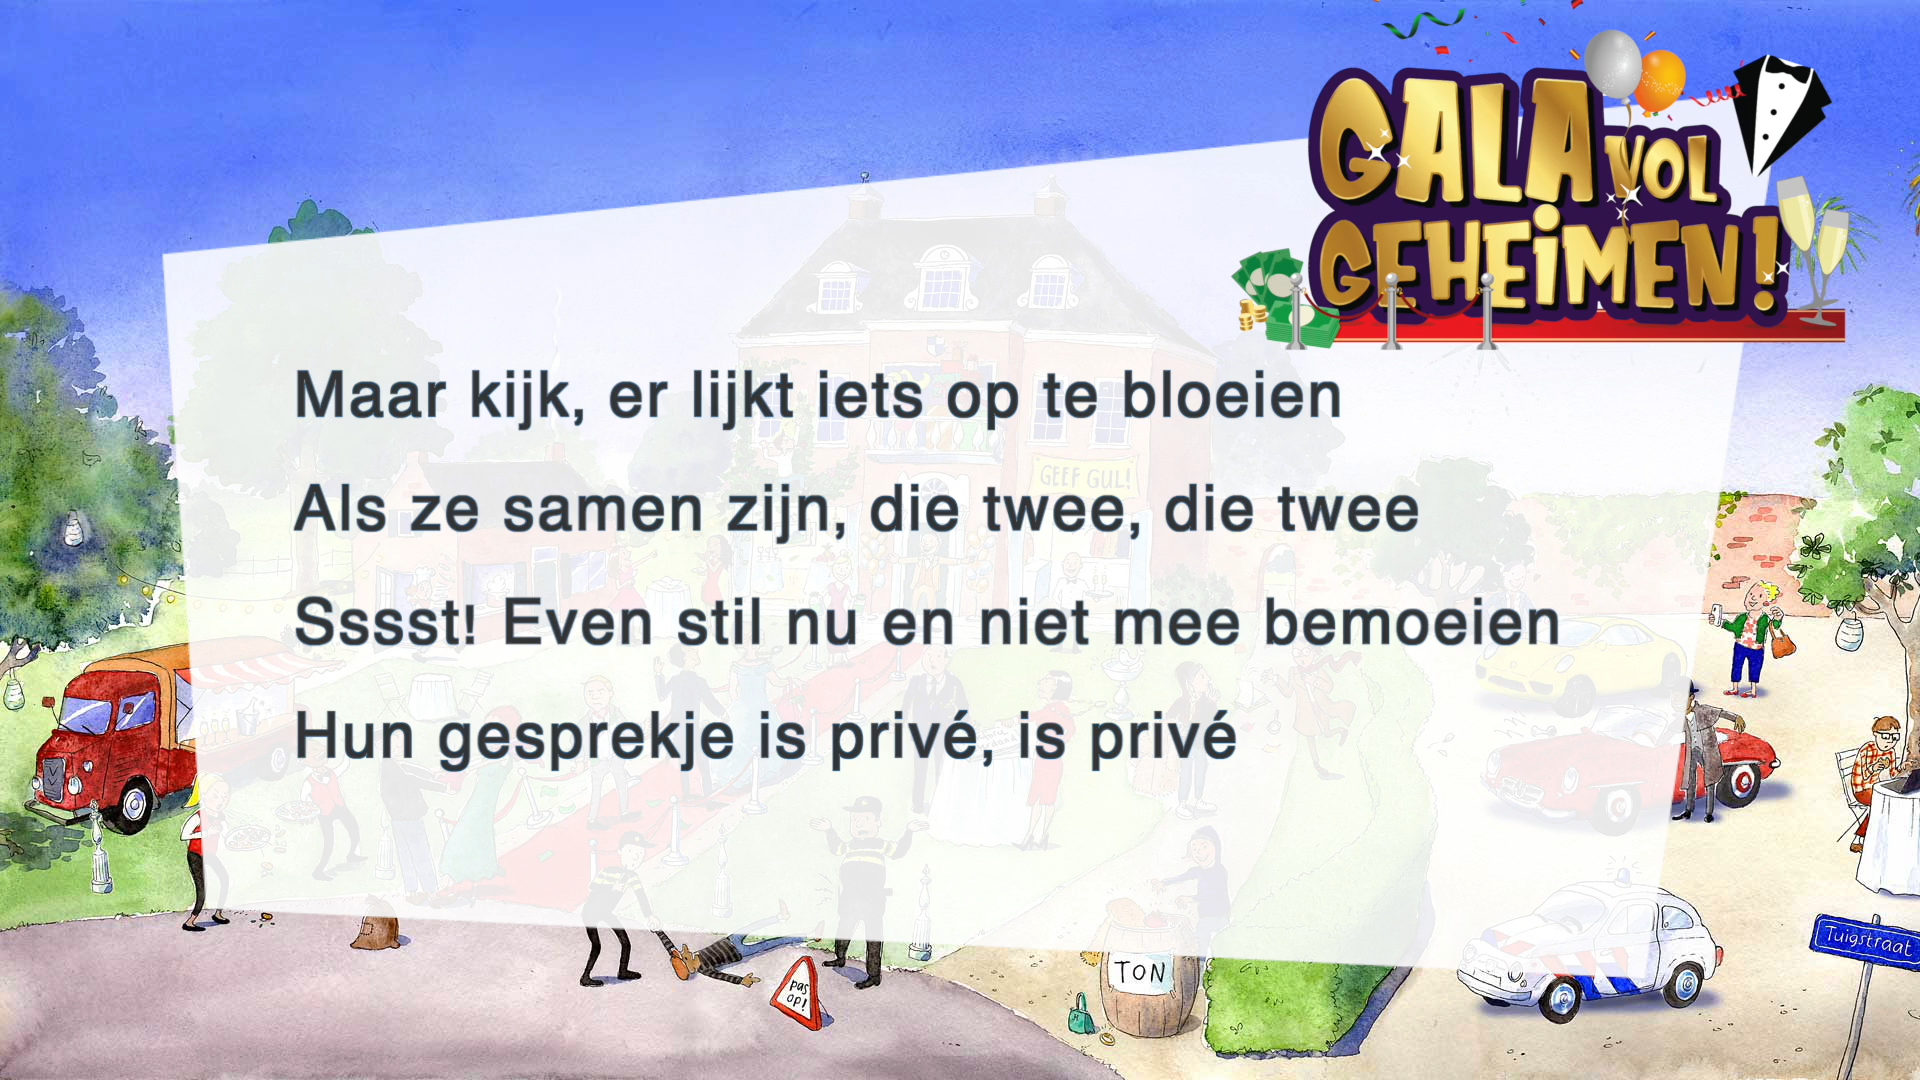 GALA VOL
GEHEIMEN!
Maar kijk, er lijkt iets op te bloeien
GEEF GUL!
Als ze samen zijn, die twee, die twee
Sssst! Even stil nu en niet mee bemoeien
Hun gesprekje is privé, is privé
Tuigstraat
TON
pas
op!